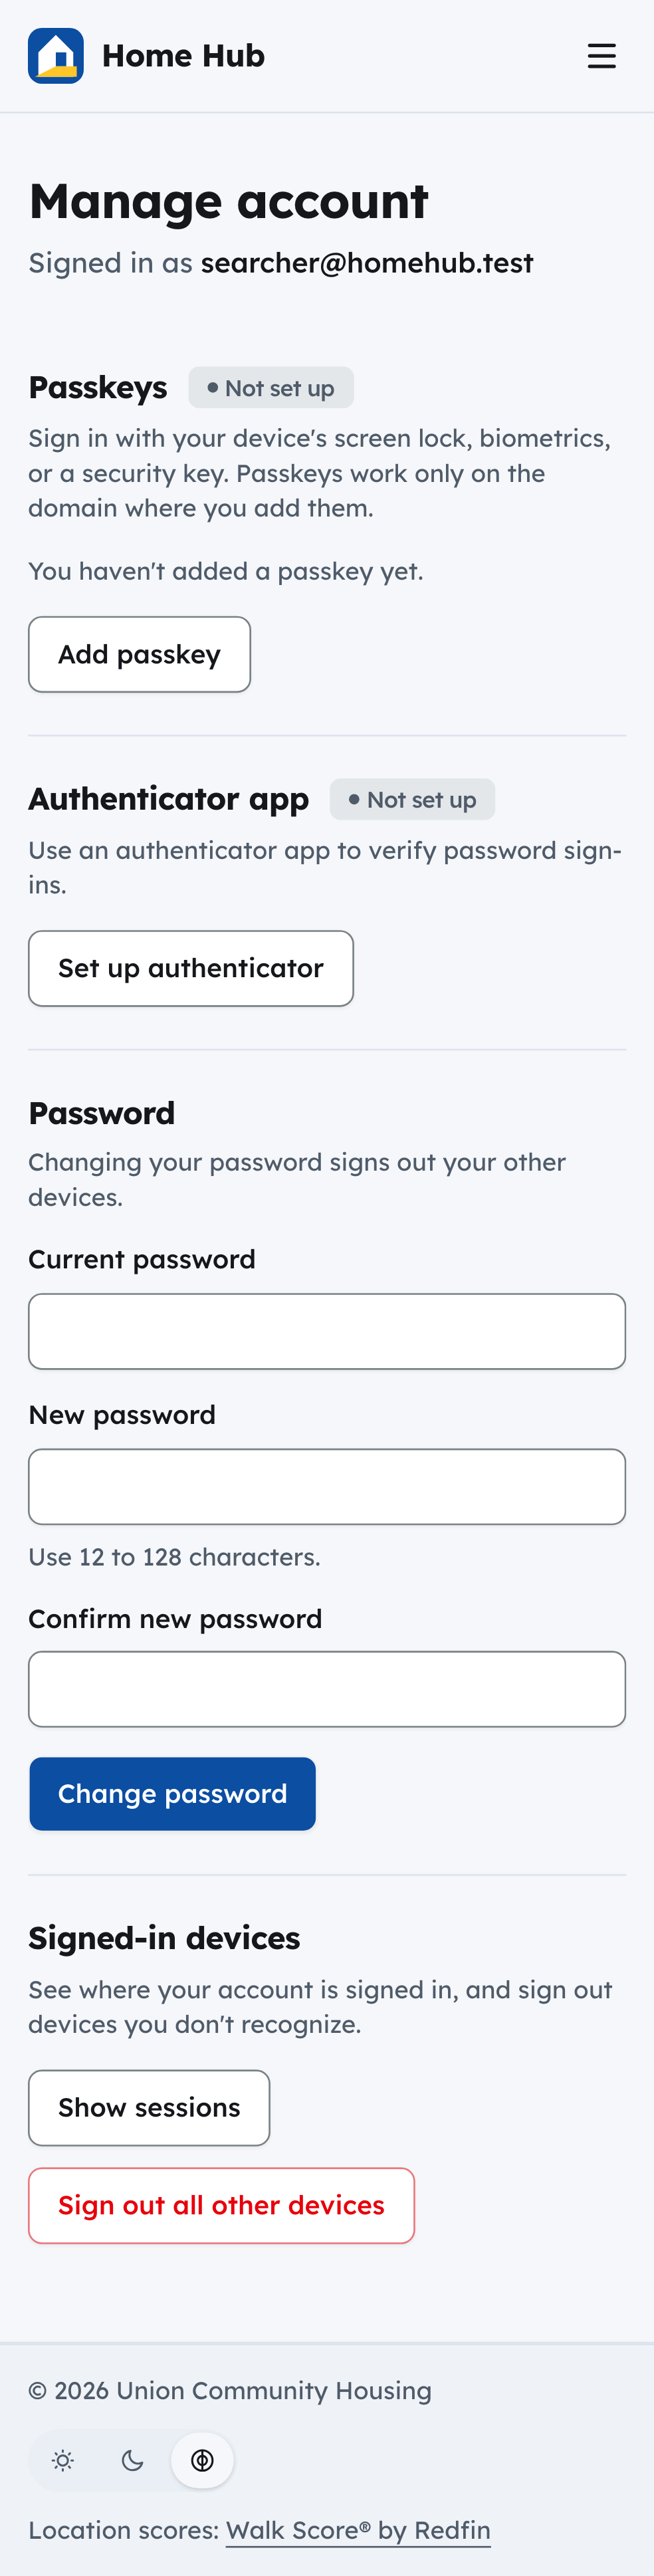 Home Hub
Manage account
Signed in as searcher@homehub.test
Passkeys
Not set up
Sign in with your device's screen lock, biometrics,
or a security key. Passkeys work only on the
domain where you add them.
You haven't added a passkey yet.
Add passkey
Authenticator app
Not set up
Use an authenticator app to verify password sign-
ins.
Set up authenticator
Password
Changing your password signs out your other
devices.
Current password
New password
Use 12 to 128 characters.
Confirm new password
Change password
Signed-in devices
See where your account is signed in, and sign out
devices you don't recognize.
Show sessions
Sign out all other devices
© 2026 Union Community Housing
Location scores: Walk Score® by Redfin